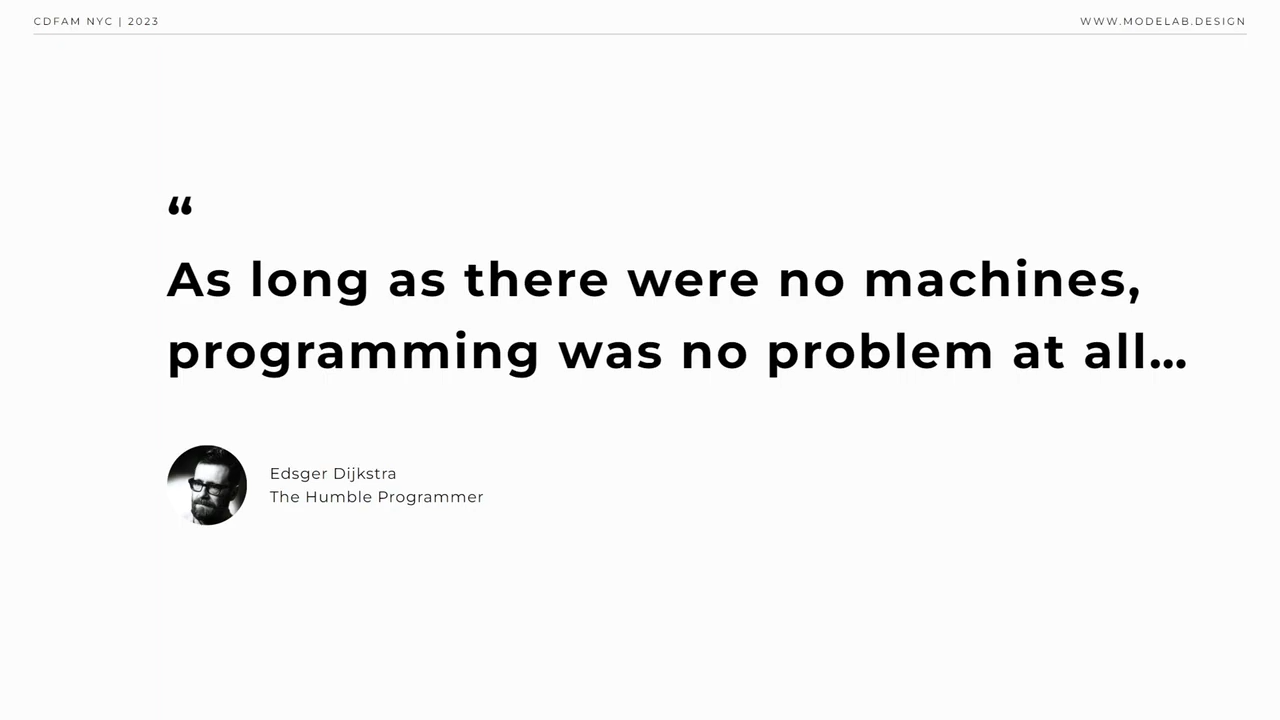 CDFAM NYC | 2023
WWW.MODELAB.DESIGN
“
As long as there were no machines,
programming was no problem at all...
Edsger Dijkstra
The Humble Programmer